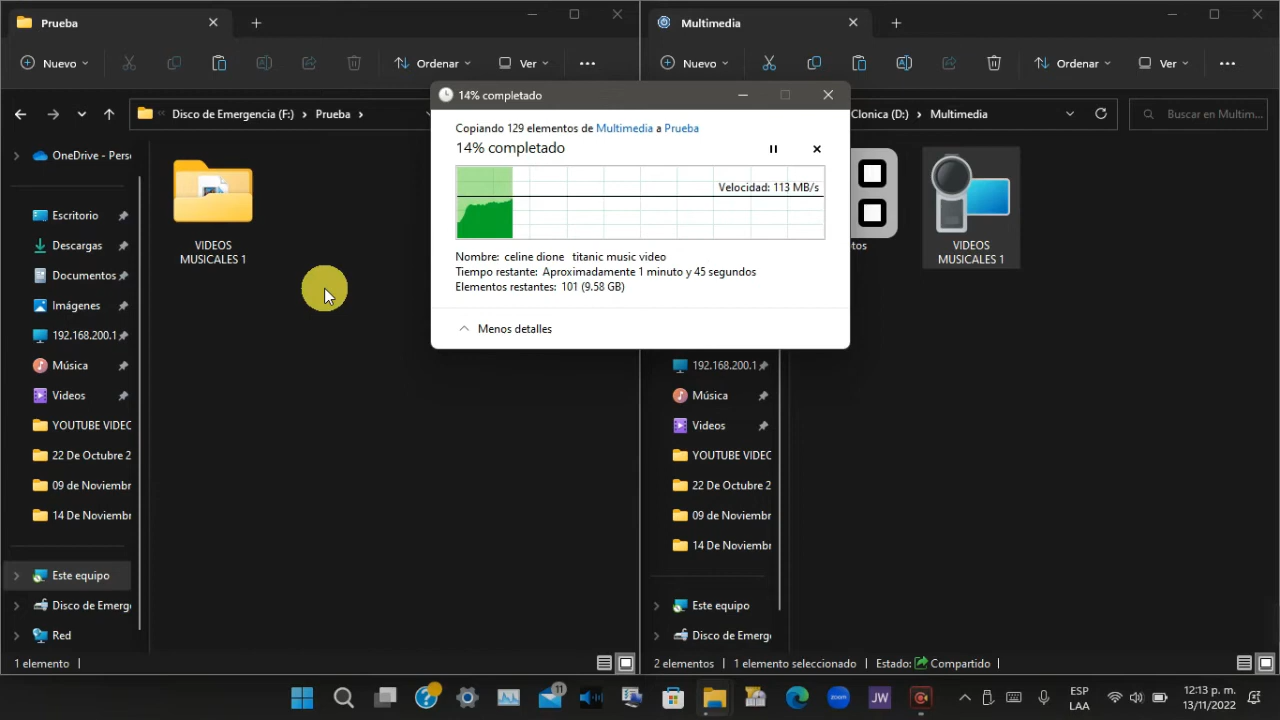 Prueba
Nuevo
Ordenar
Ver
Disco de Emergencia (F:)
Prueba
OneDrive - Pers
Escritorio
Descargas
Documentos
Imágenes
192.168.200.1
Música
Videos
YOUTUBE VIDEO
22 De Octubre 2
09 de Noviembr
14 De Noviembr
Este equipo
Disco de Emerg
Red
VIDEOS
MUSICALES 1
1 elemento
14% completado
Copiando 129 elementos de Multimedia a Prueba
14% completado
Velocidad: 113 MB/s
Nombre: celine dione titanic music video
Tiempo restante: Aproximadamente 1 minuto y 45 segundos
Elementos restantes: 101 (9.58 GB)
Menos detalles
Multimedia
Nuevo
Ordenar
Ver
Clonica (D:)
Multimedia
Buscar en Multim...
tos
VIDEOS
MUSICALES 1
192.168.200.1
Música
Videos
YOUTUBE VIDEO
22 De Octubre 2
09 de Noviembr
14 De Noviembr
Este equipo
Disco de Emerg
2 elementos
1 elemento seleccionado
Estado: Compartido
11
zoom
JW
ESP
LAA
12:13 p. m.
13/11/2022